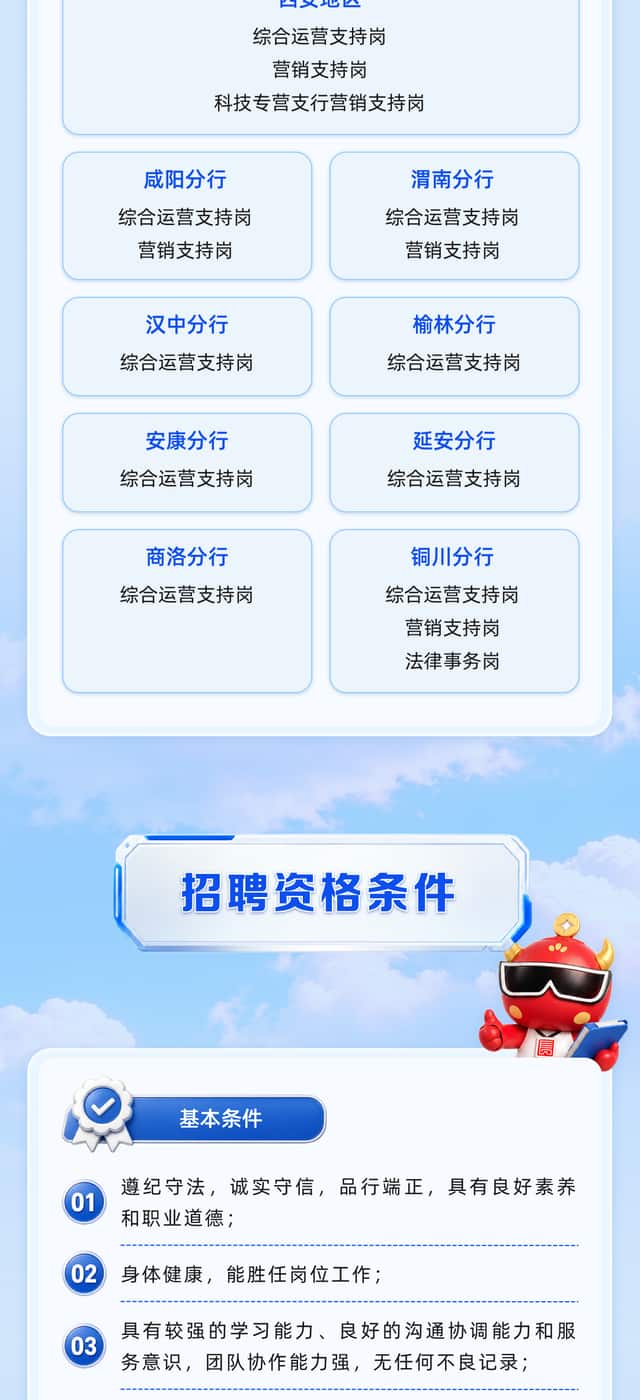 西安地区
综合运营支持岗
营销支持岗
科技专营支行营销支持岗
咸阳分行
综合运营支持岗
营销支持岗
渭南分行
综合运营支持岗
营销支持岗
汉中分行
综合运营支持岗
榆林分行
综合运营支持岗
安康分行
综合运营支持岗
延安分行
综合运营支持岗
商洛分行
综合运营支持岗
铜川分行
综合运营支持岗
营销支持岗
法律事务岗
招聘资格条件
基本条件
01
遵纪守法，诚实守信，品行端正，具有良好素养
和职业道德；
02
身体健康，能胜任岗位工作；
03
具有较强的学习能力、良好的沟通协调能力和服
务意识，团队协作能力强，无任何不良记录；